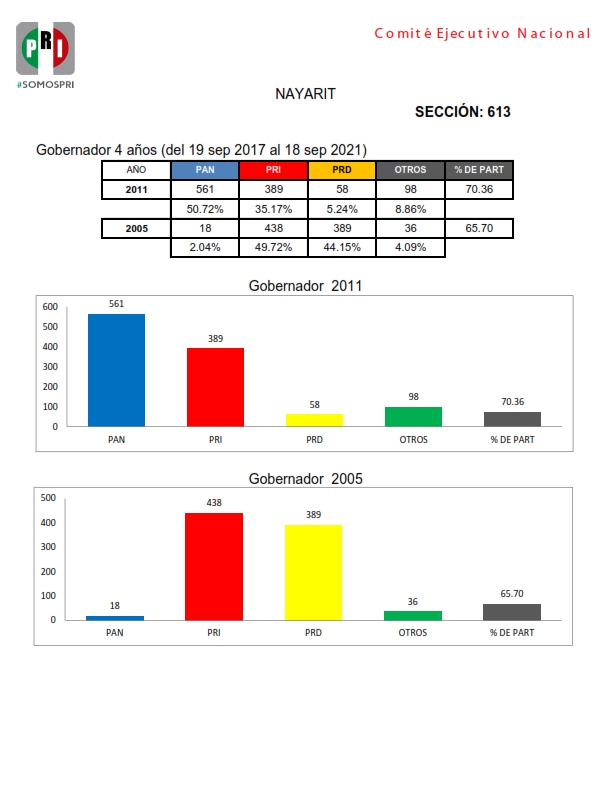 PRI
#SOMOSPRI
Comité Ejecutivo Nacional
NAYARIT
SECCIÓN: 613
Gobernador 4 años (del 19 sep 2017 al 18 sep 2021)
AÑO PAN PRI PRD OTROS % DE PART
2011 561 389 58 98 70.36
50.72% 35.17% 5.24% 8.86%
2005 18 438 389 36 65.70
2.04% 49.72% 44.15% 4.09%
Gobernador 2011
600
500
400
300
200
100
0
561
389
58
98
70.36
PAN PRI PRD OTROS % DE PART
Gobernador 2005
500
400
300
200
100
0
18
438
389
36
65.70
PAN PRI PRD OTROS % DE PART